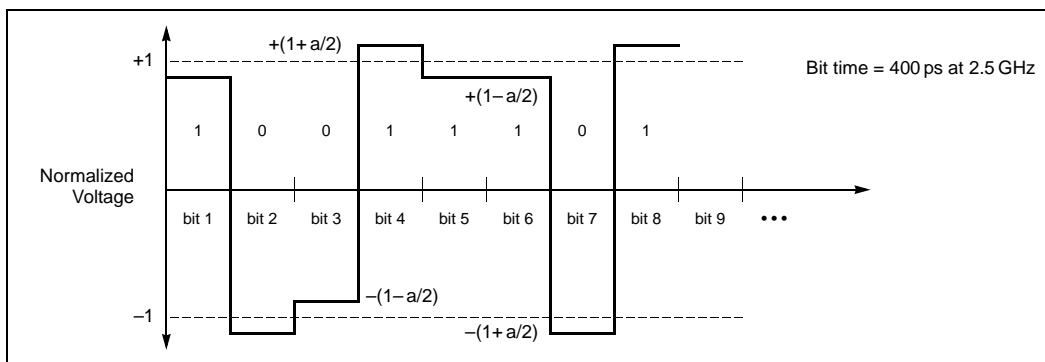 +(1+a/2)
+1
Bit time = 400 ps at 2.5 GHz
+(1–a/2)
1 0 0 1 1 1 0 1
Normalized
Voltage
bit 1 bit 2 bit 3 bit 4 bit 5 bit 6 bit 7 bit 8 bit 9 •••
–(1–a/2)
–1
–(1+a/2)